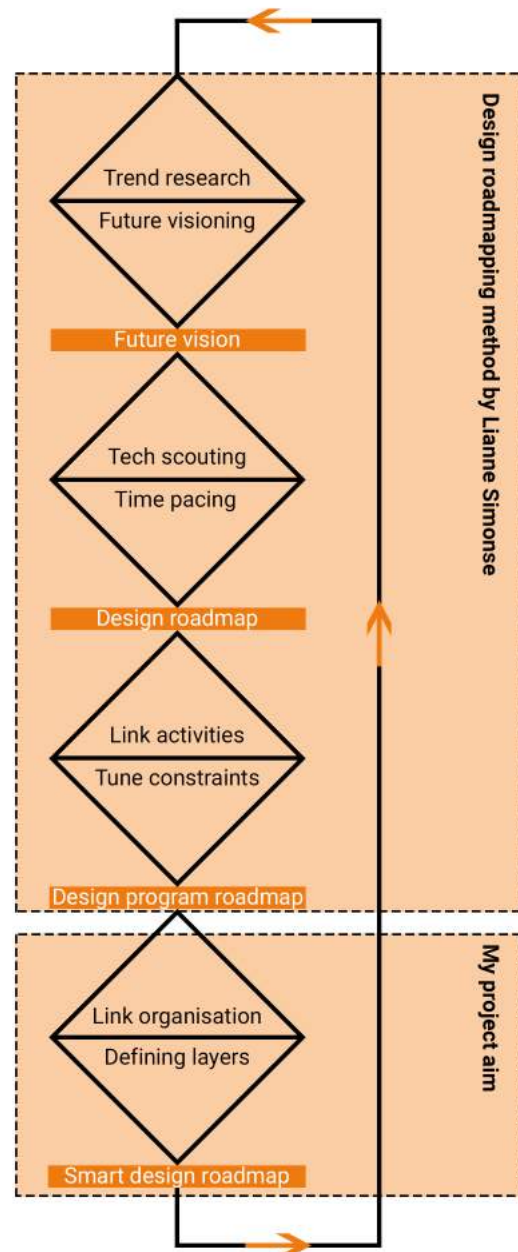 Trend research
Future visioning
Future vision
Tech scouting
Time pacing
Design roadmap
Link activities
Tune constraints
Design program roadmap
Design roadmapping method by Lianne Simonse
Link organisation
Defining layers
Smart design roadmap
My project aim